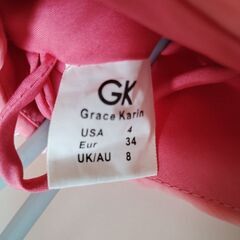 GK
Grace Karin
USA 4
Eur 34
UK/AU 8